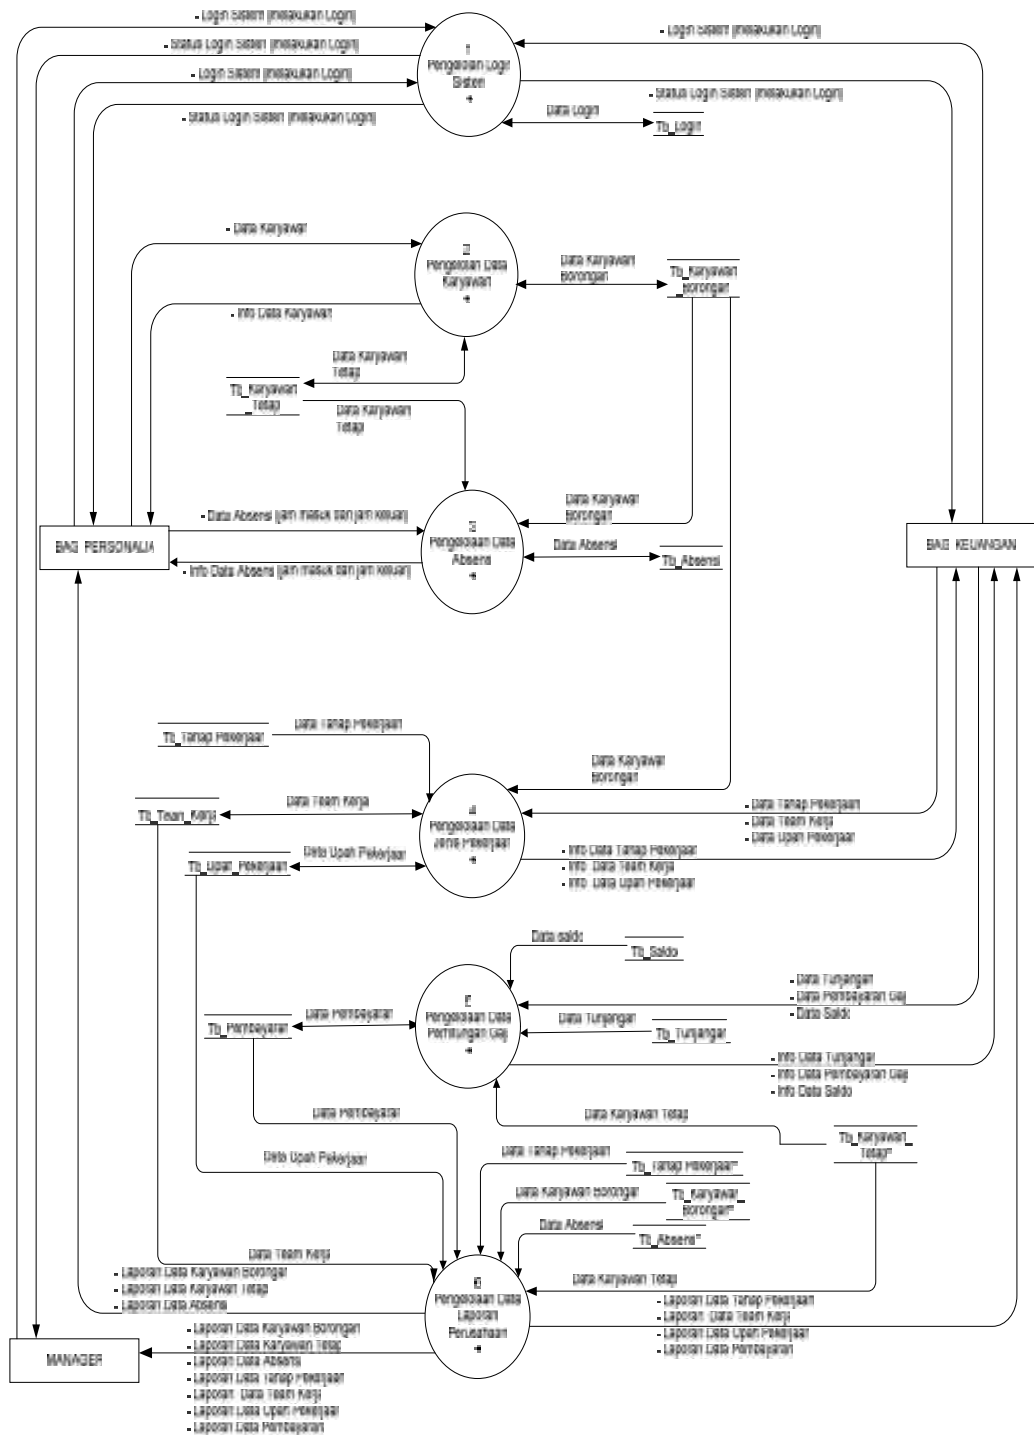 - Login Sistem (melakukan Login)
- Status Login Sistem (melakukan Login)
- Login Sistem (melakukan Login)
- Status Login Sistem (melakukan Login)
1
Pengelolaan Login
Sistem
- Login Sistem (melakukan Login)
- Status Login Sistem (melakukan Login)
Data Login
Tb_Login
- Data Karyawan
- Info Data Karyawan
2
Pengelolaan Data
Karyawan
Data Karyawan
Borongan
Tb_Karyawan
_Borongan
Data Karyawan
Tetap
Tb_Karyawan
_Tetap
Data Karyawan
Tetap
BAG PERSONALIA
- Data Absensi (jam masuk dan jam keluar)
- Info Data Absensi (jam masuk dan jam keluar)
3
Pengelolaan Data
Absensi
Data Karyawan
Borongan
Data Absensi
Tb_Absensi
BAG KEUANGAN
Data Tahap Pekerjaan
Tb_Tahap Pekerjaan
Data Team Kerja
Tb_Team_Kerja
Data Upah Pekerjaan
Tb_Upah_Pekerjaan
4
Pengelolaan Data
Jenis Pekerjaan
Data Karyawan
Borongan
- Data Tahap Pekerjaan
- Data Team Kerja
- Data Upah Pekerjaan
- Info Data Tahap Pekerjaan
- Info Data Team Kerja
- Info Data Upah Pekerjaan
Data saldo
Tb_Saldo
5
Pengelolaan Data
Perhitungan Gaji
Data Pembayaran
Tb_Pembayaran
Data Tunjangan
Tb_Tunjangan
- Data Tunjangan
- Data Pembayaran Gaji
- Data Saldo
- Info Data Tunjangan
- Info Data Pembayaran Gaji
- Info Data Saldo
Data Karyawan Tetap
Tb_Karyawan_
Tetap*
Data Pembayaran
Data Upah Pekerjaan
Data Tahap Pekerjaan
Tb_Tahap Pekerjaan*
Data Karyawan Borongan
Tb_Karyawan_
Borongan*
Data Absensi
Tb_Absensi*
Data Team Kerja
Data Karyawan Tetap
6
Pengelolaan Data
Laporan
Perusahaan
- Laporan Data Karyawan Borongan
- Laporan Data Karyawan Tetap
- Laporan Data Absensi
- Laporan Data Tahap Pekerjaan
- Laporan Data Team Kerja
- Laporan Data Upah Pekerjaan
- Laporan Data Pembayaran
MANAGER
- Laporan Data Karyawan Borongan
- Laporan Data Karyawan Tetap
- Laporan Data Absensi
- Laporan Data Tahap Pekerjaan
- Laporan Data Team Kerja
- Laporan Data Upah Pekerjaan
- Laporan Data Pembayaran